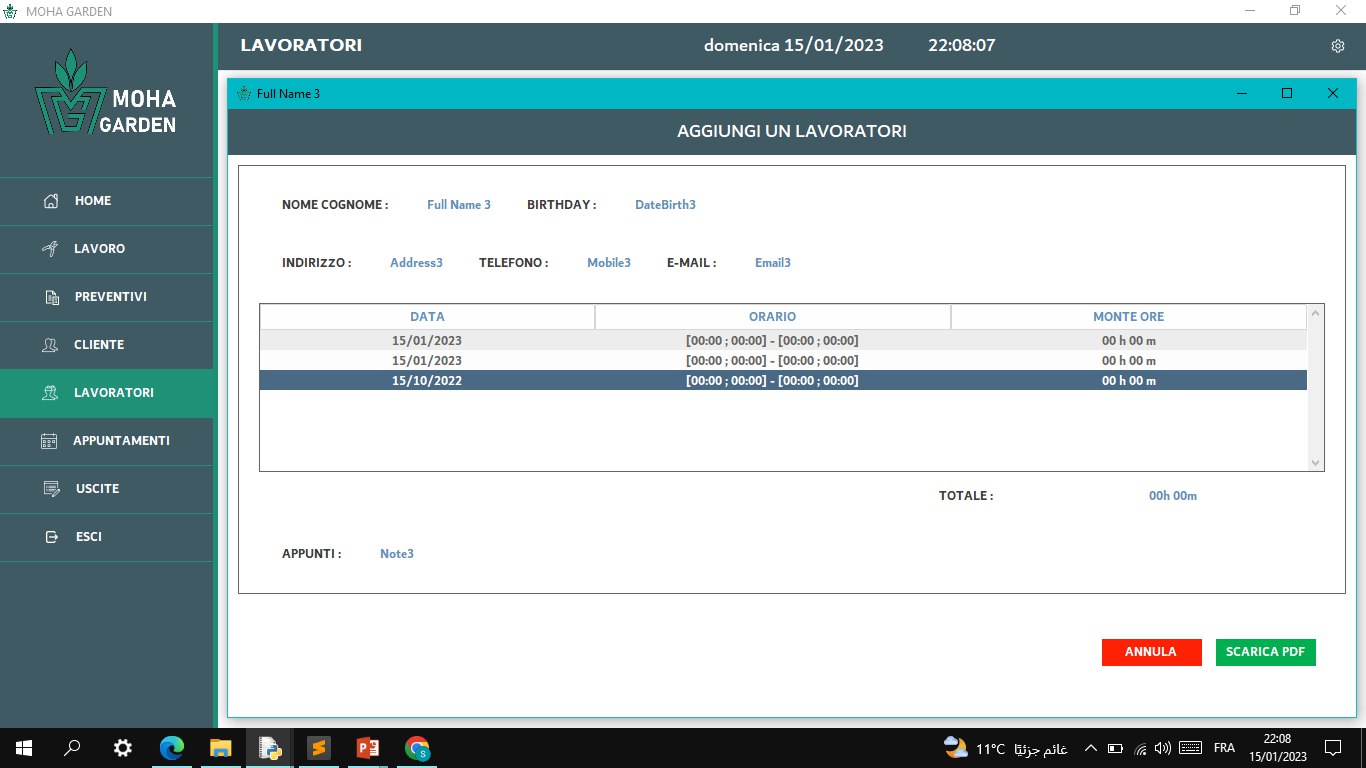 MOHA GARDEN
LAVORATORI
domenica 15/01/2023
22:08:07
MOHA
GARDEN
HOME
LAVORO
PREVENTIVI
CLIENTE
LAVORATORI
APPUNTAMENTI
USCITE
ESCI
Full Name 3
AGGIUNGI UN LAVORATORI
NOME COGNOME : Full Name 3 BIRTHDAY : DateBirth3
INDIRIZZO : Address3 TELEFONO : Mobile3 E-MAIL : Email3
DATA ORARIO MONTE ORE
15/01/2023 [00:00 ; 00:00] - [00:00 ; 00:00] 00 h 00 m
15/01/2023 [00:00 ; 00:00] - [00:00 ; 00:00] 00 h 00 m
15/10/2022 [00:00 ; 00:00] - [00:00 ; 00:00] 00 h 00 m
TOTALE : 00h 00m
APPUNTI : Note3
ANNULA SCARICA PDF
11°C غائم جزئيًا
FRA
22:08
15/01/2023